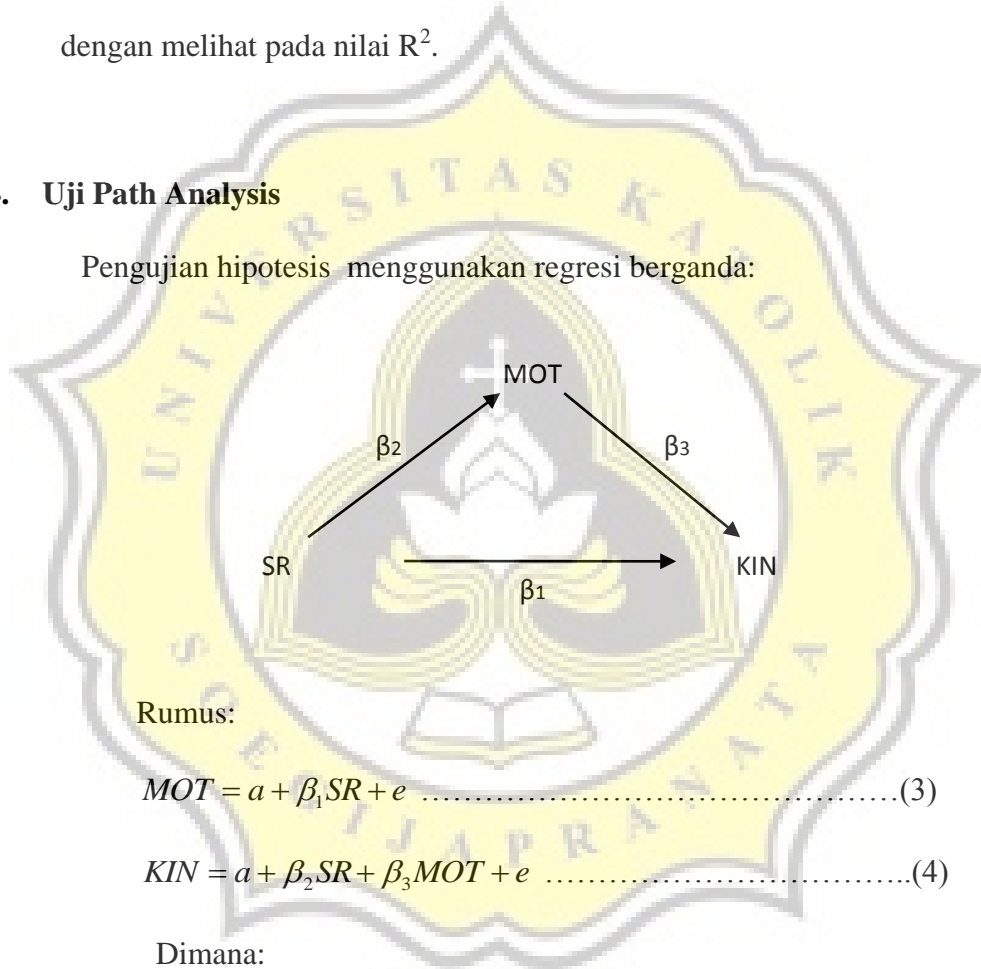 dengan melihat pada nilai R².
Uji Path Analysis
Pengujian hipotesis menggunakan regresi berganda:
MOT
β2
β3
SR
KIN
β1
Rumus:
MOT = a + β₁SR + e ……………………………………(3)
KIN = a + β₂SR + β₃MOT + e …………………………….(4)
Dimana:
UNIVERSITAS KATOLIK
SOEGIJAPRANATA